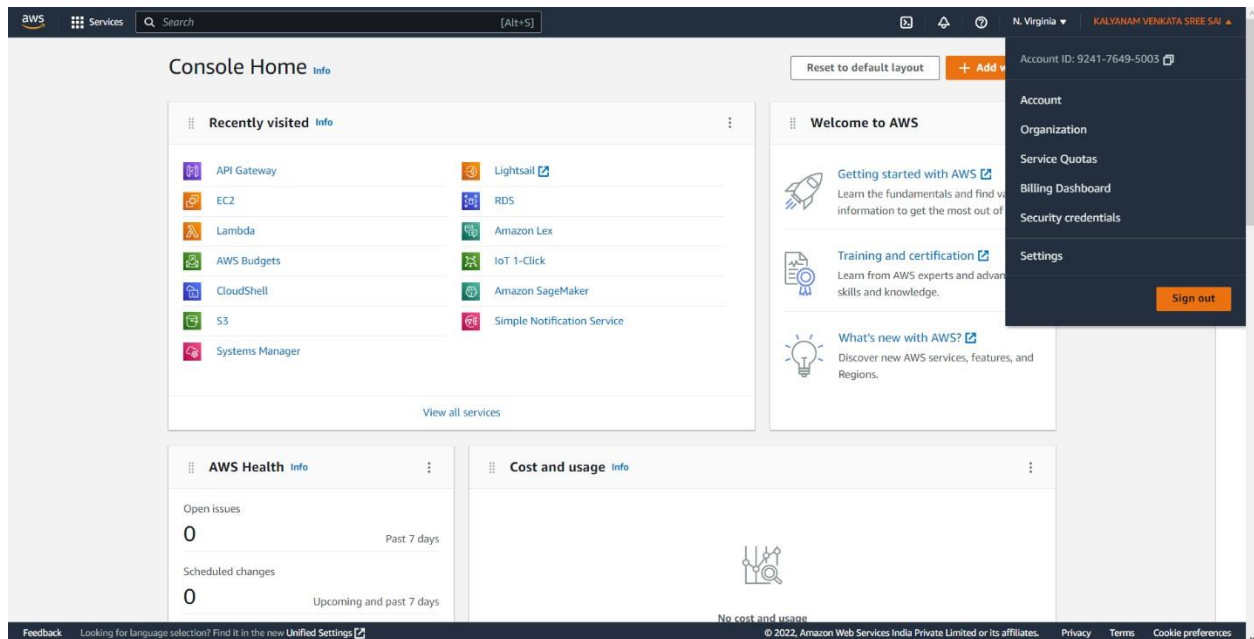 aws Services Search [Alt+S] N. Virginia KALYANAM VENKATA SREE SAI
Account ID: 9241-7649-5003
Account
Organization
Service Quotas
Billing Dashboard
Security credentials
Settings
Sign out
Console Home Info
Reset to default layout
+ Add w
Recently visited Info
API Gateway
EC2
Lambda
AWS Budgets
CloudShell
S3
Systems Manager
Lightsail
RDS
Amazon Lex
IoT 1-Click
Amazon SageMaker
Simple Notification Service
View all services
Welcome to AWS
Getting started with AWS
Learn the fundamentals and find va
information to get the most out of
Training and certification
Learn from AWS experts and advan
skills and knowledge.
What's new with AWS?
Discover new AWS services, features, and
Regions.
AWS Health Info
Open issues
0 Past 7 days
Scheduled changes
0 Upcoming and past 7 days
Cost and usage Info
No cost and usage
Feedback Looking for language selection? Find it in the new Unified Settings © 2022, Amazon Web Services India Private Limited or its affiliates. Privacy Terms Cookie preferences